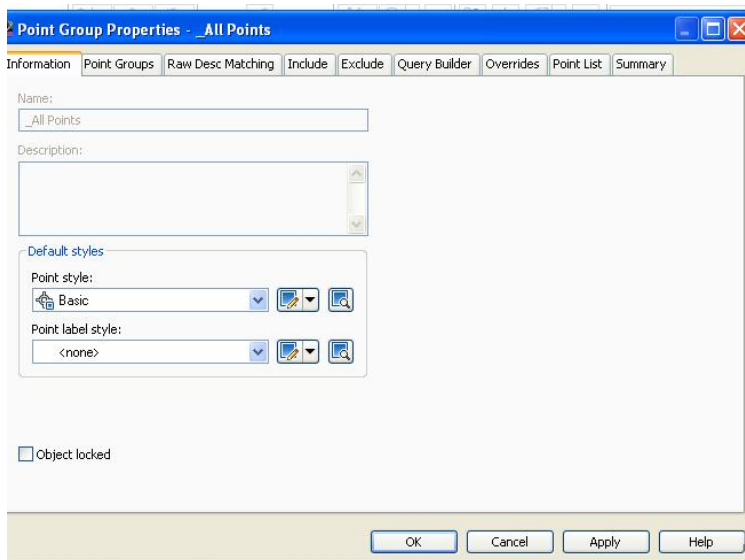 Point Group Properties - _All Points
Information Point Groups Raw Desc Matching Include Exclude Query Builder Overrides Point List Summary
Name:
_All Points
Description:
Default styles
Point style:
Basic
Point label style:
<none>
Object locked
OK Cancel Apply Help